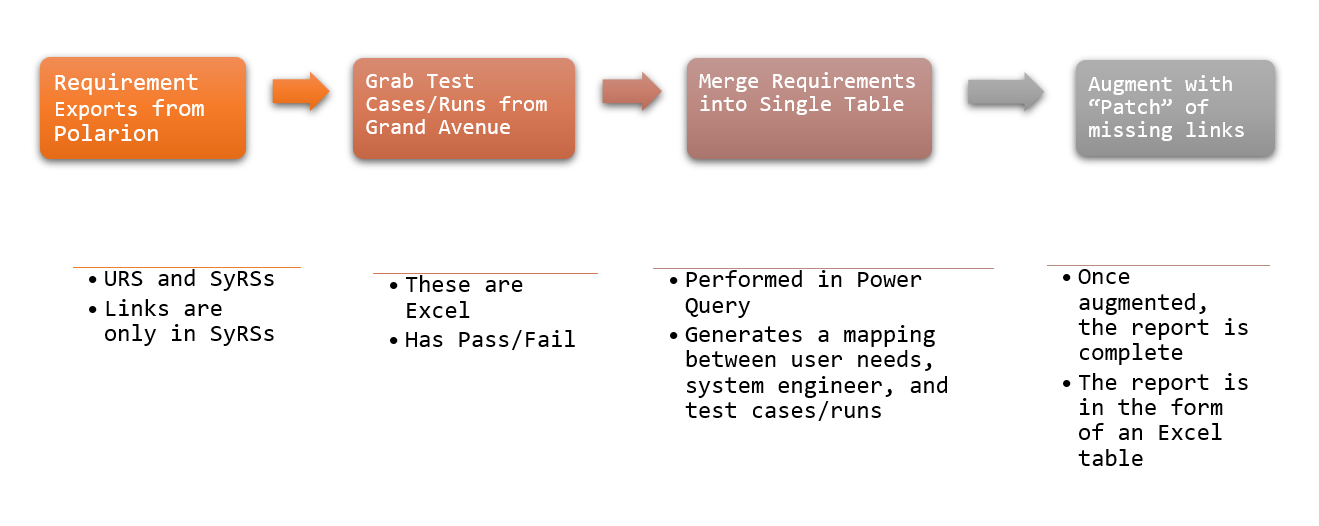 Requirement
Exports from
Polarion
Grab Test
Cases/Runs from
Grand Avenue
Merge Requirements
into Single Table
Augment with
“Patch” of
missing links
• URS and SyRSs
• Links are
only in SyRSs
• These are
Excel
• Has Pass/Fail
• Performed in Power
Query
• Generates a mapping
between user needs,
system engineer, and
test cases/runs
• Once
augmented,
the report is
complete
• The report is
in the form
of an Excel
table